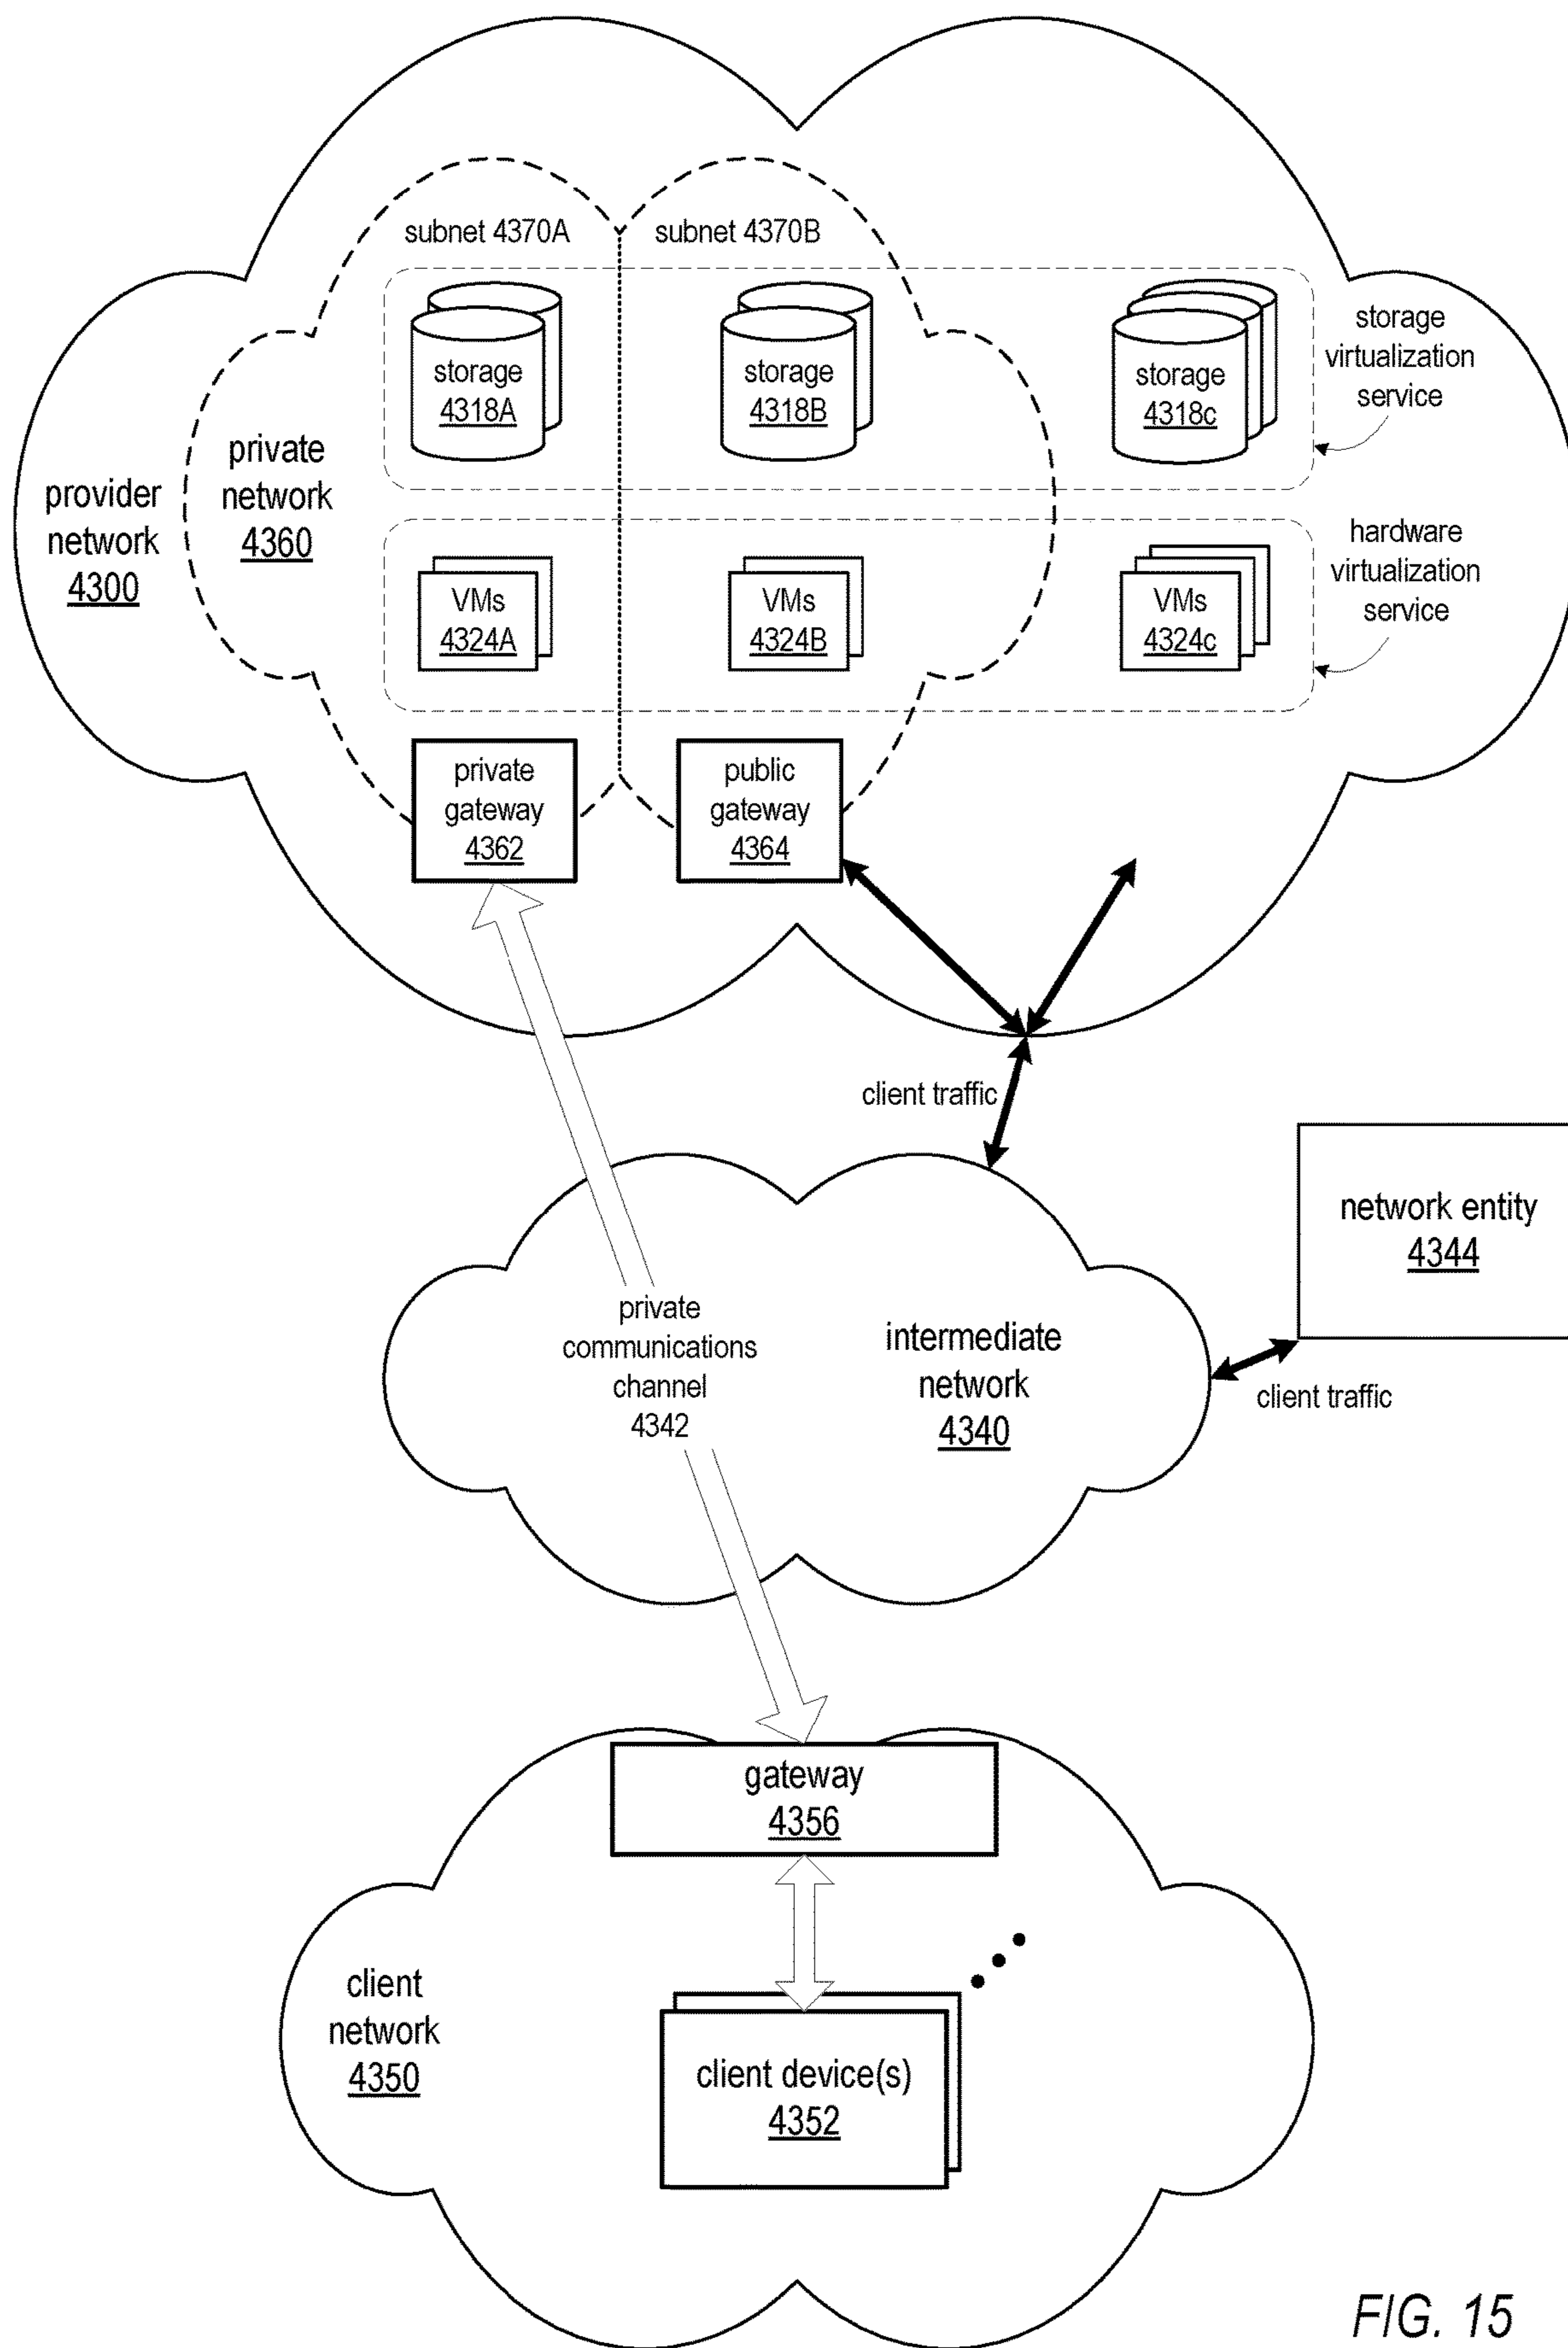 subnet 4370A
subnet 4370B
storage
4318A
storage
4318B
storage
4318c
storage
virtualization
service
provider
network
4300
private
network
4360
VMs
4324A
VMs
4324B
VMs
4324c
hardware
virtualization
service
private
gateway
4362
public
gateway
4364
client traffic
network entity
4344
private
communications
channel
4342
intermediate
network
4340
client traffic
gateway
4356
client
network
4350
client device(s)
4352
FIG. 15